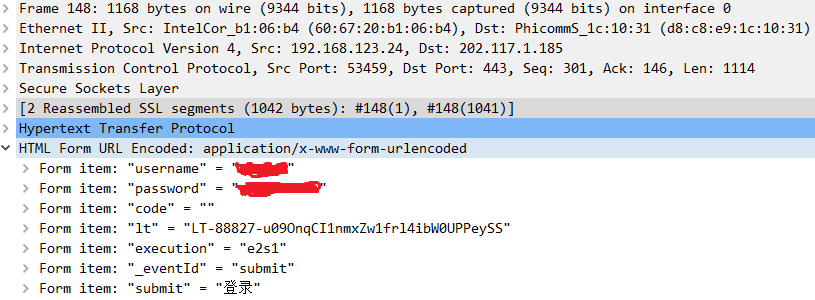 Frame 148: 1168 bytes on wire (9344 bits), 1168 bytes captured (9344 bits) on interface 0
Ethernet II, Src: IntelCor_b1:06:b4 (60:67:20:b1:06:b4), Dst: PhicommS_1c:10:31 (d8:c8:e9:1c:10:31)
Internet Protocol Version 4, Src: 192.168.123.24, Dst: 202.117.1.185
Transmission Control Protocol, Src Port: 53459, Dst Port: 443, Seq: 301, Ack: 146, Len: 1114
Secure Sockets Layer
[2 Reassembled SSL segments (1042 bytes): #148(1), #148(1041)]
Hypertext Transfer Protocol
HTML Form URL Encoded: application/x-www-form-urlencoded
Form item: "username" = ""
Form item: "password" = ""
Form item: "code" = ""
Form item: "lt" = "LT-88827-u09OnqCI1nmxZw1frl4ibW0UPPeySS"
Form item: "execution" = "e2s1"
Form item: "_eventId" = "submit"
Form item: "submit" = "登录"